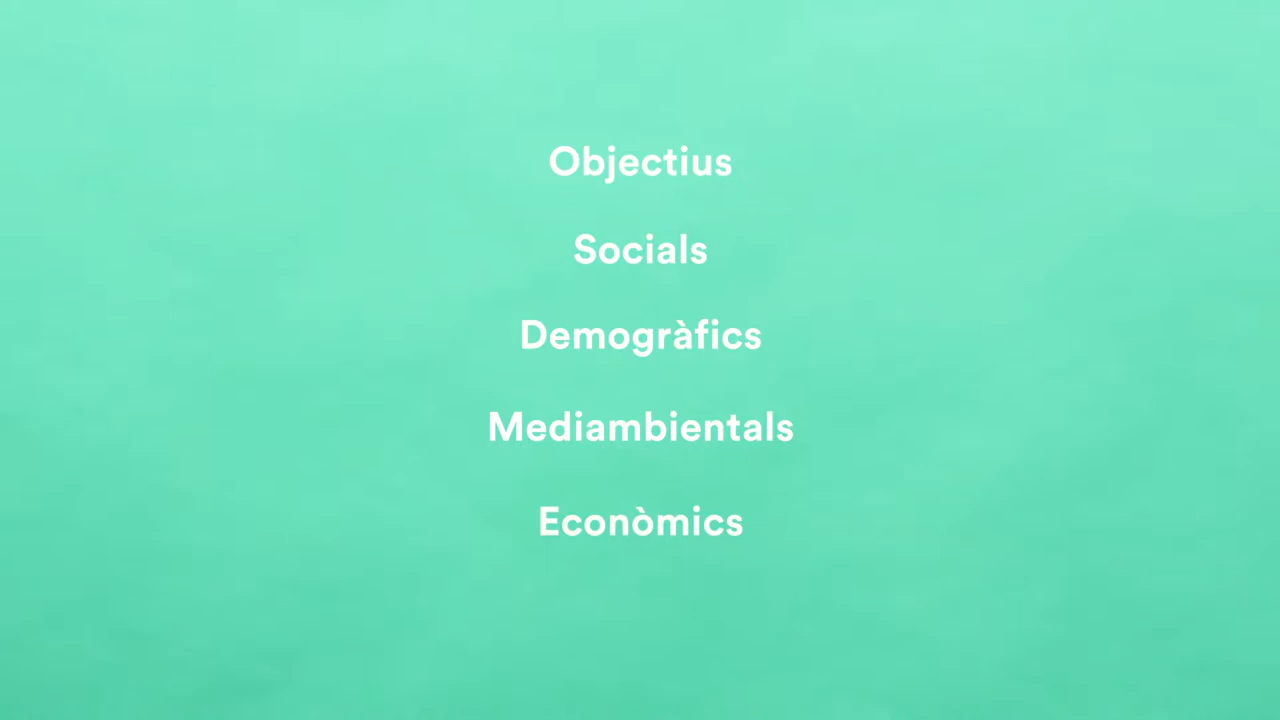 Objectius
Socials
Demogràfics
Mediambientals
Econòmics